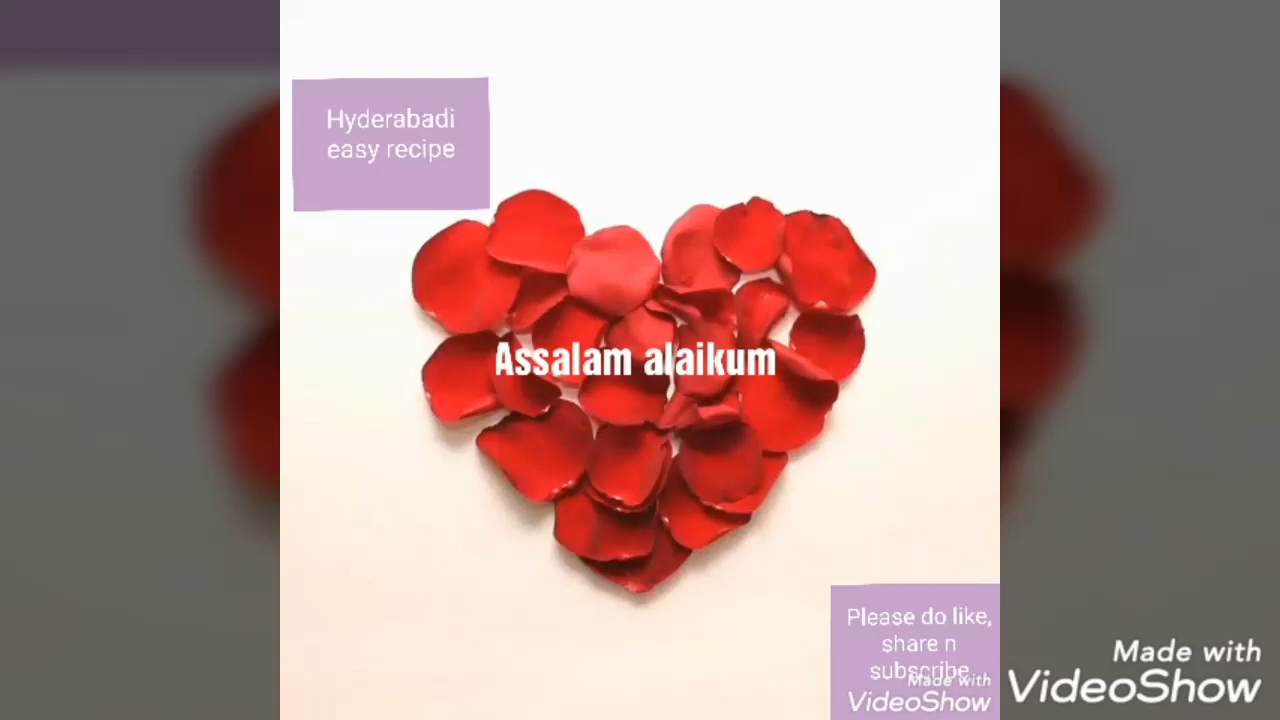 Hyderabadi
easy recipe
Assalam alaikum
Please do like,
share n
subscribe
Made with
VideoShow
Made with
VideoShow